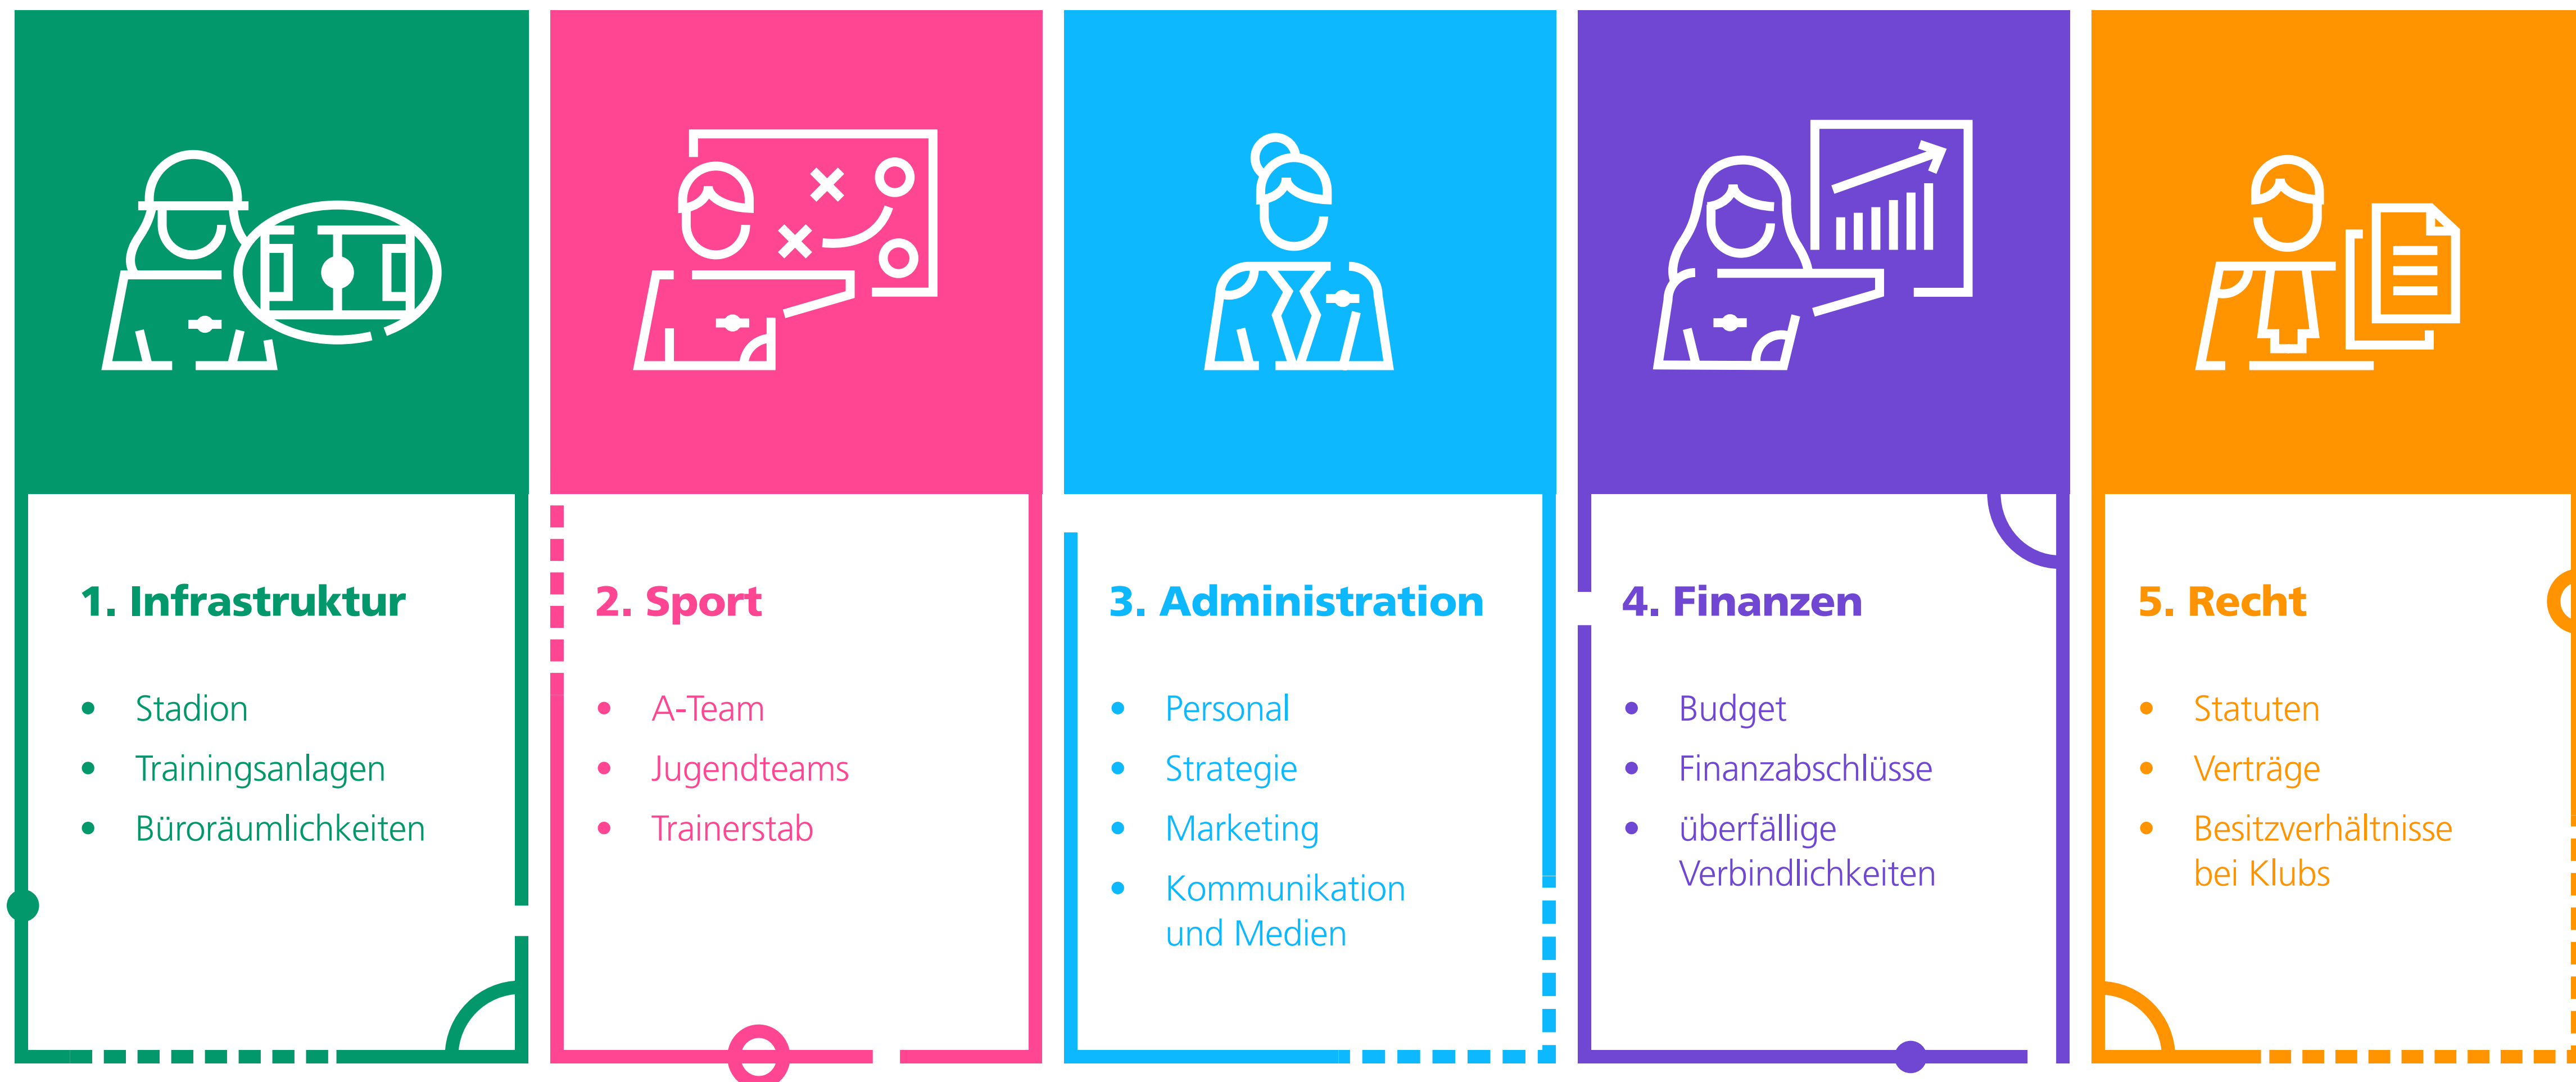 1. Infrastruktur
• Stadion
• Trainingsanlagen
• Büroräumlichkeiten
2. Sport
• A-Team
• Jugendteams
• Trainerstab
3. Administration
• Personal
• Strategie
• Marketing
• Kommunikation
und Medien
4. Finanzen
• Budget
• Finanzabschlüsse
• überfällige
Verbindlichkeiten
5. Recht
• Statuten
• Verträge
• Besitzverhältnisse
bei Klubs